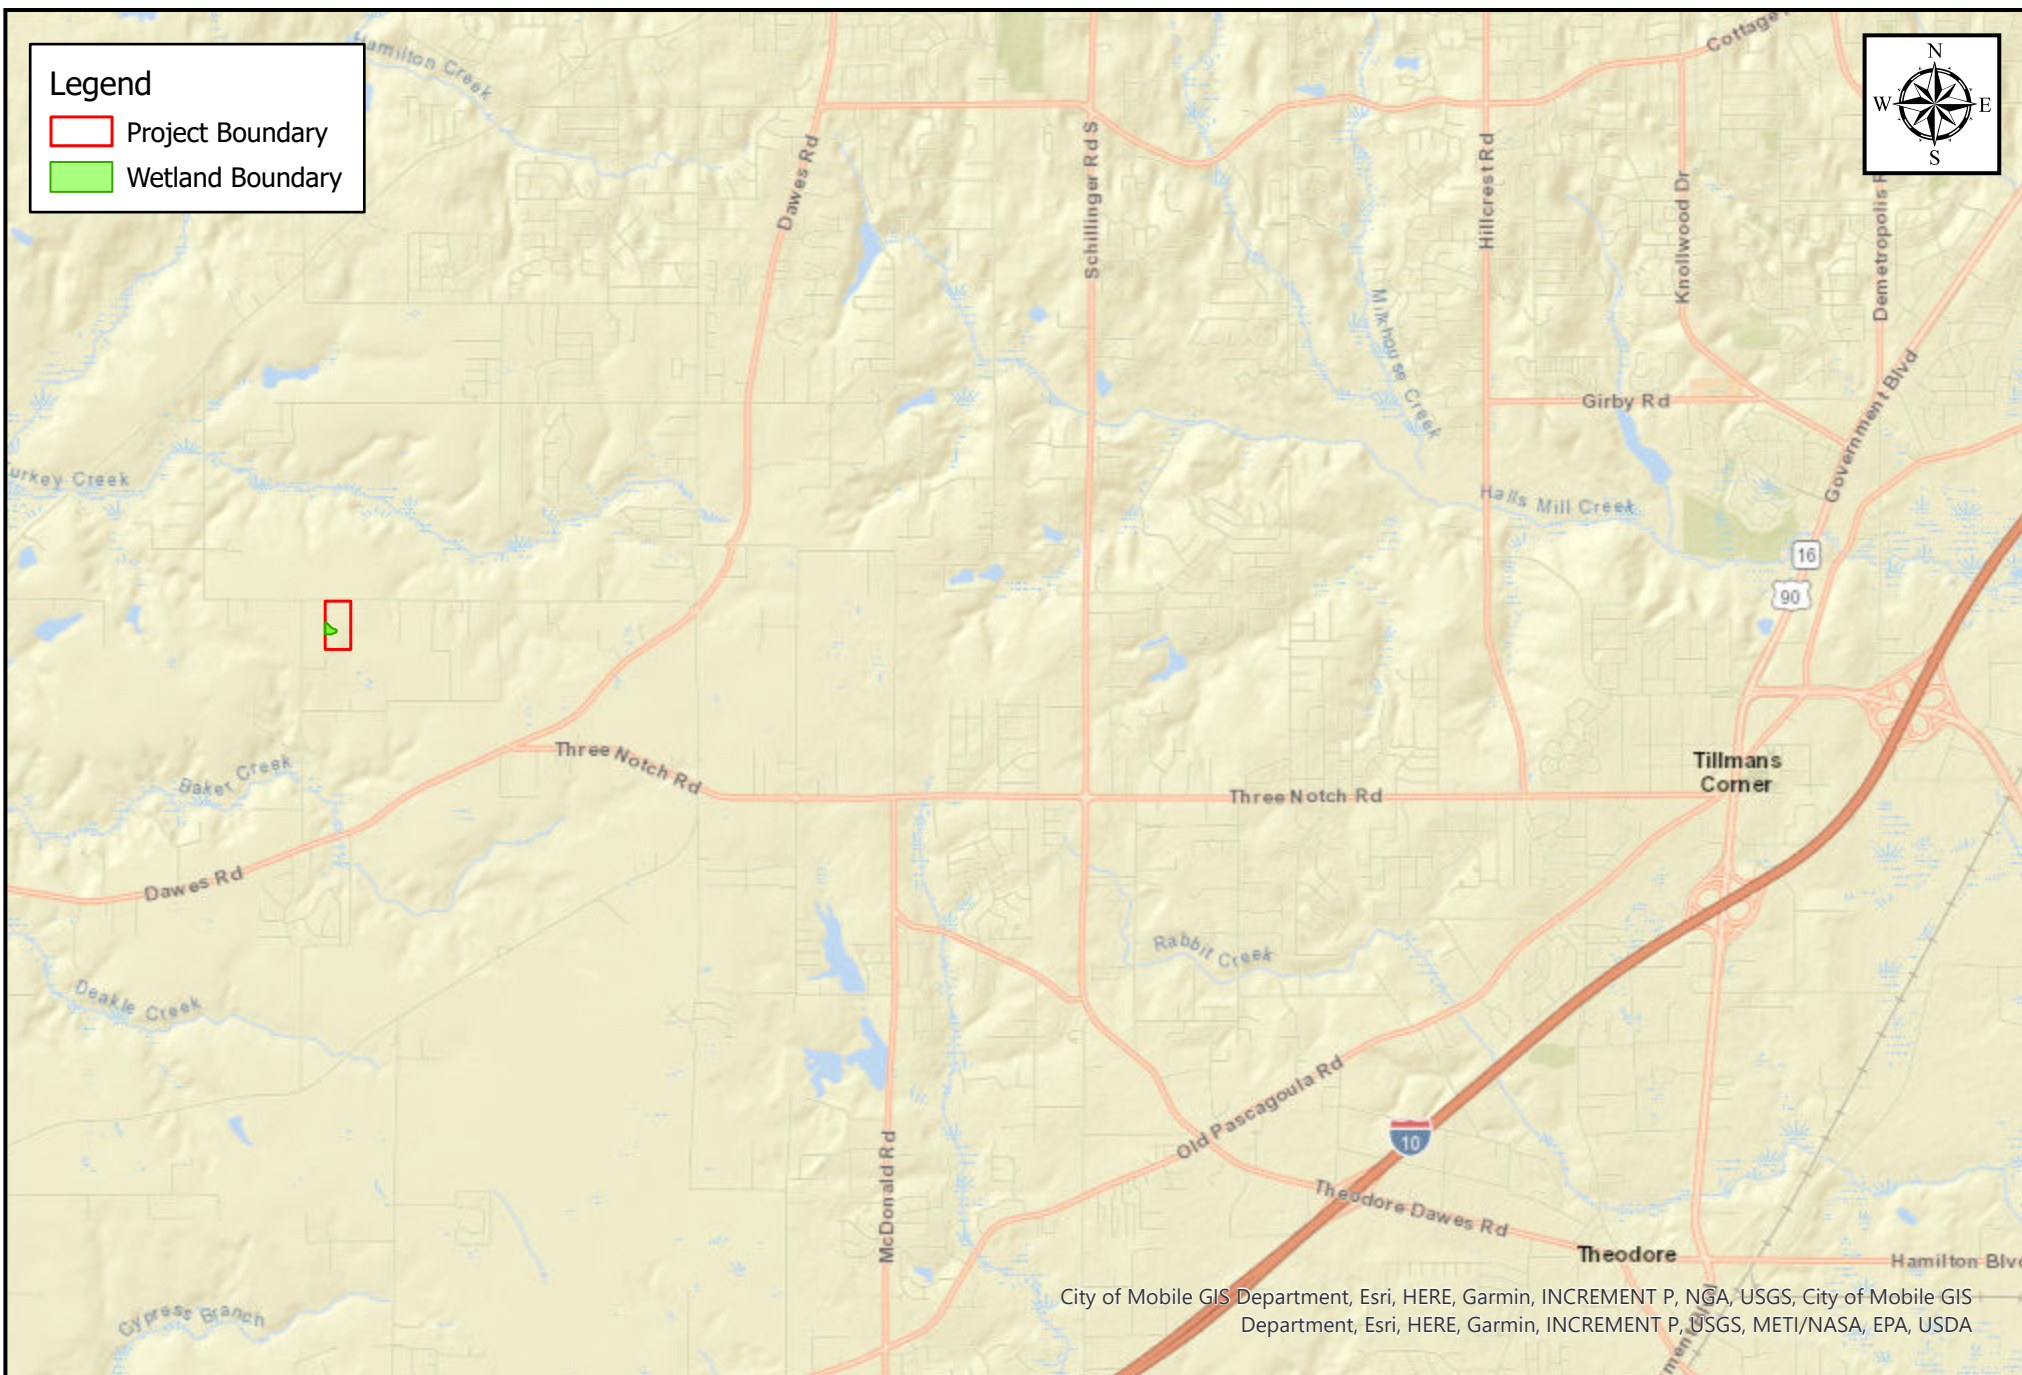 Legend
Project Boundary
Wetland Boundary
N
W
E
S
Hamilton Creek
Cottage
Dawes Rd
Schillinger Rd S
Hillcrest Rd
Knollwood Dr
Demetropolis
Milkhouse Creek
Girby Rd
Government Blvd
urkey Creek
Halls Mill Creek
16
90
Three Notch Rd
Three Notch Rd
Tillmans
Corner
Baker Creek
Dawes Rd
Rabbit Creek
Deakle Creek
Old Pascagoula Rd
10
McDonald Rd
Theodore Dawes Rd
Theodore
Hamilton Blv
Cypress Branch
City of Mobile GIS Department, Esri, HERE, Garmin, INCREMENT P, NGA, USGS, City of Mobile GIS
Department, Esri, HERE, Garmin, INCREMENT P, USGS, METI/NASA, EPA, USDA